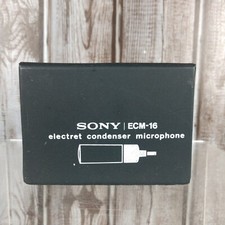 SONY | ECM-16
electret condenser microphone